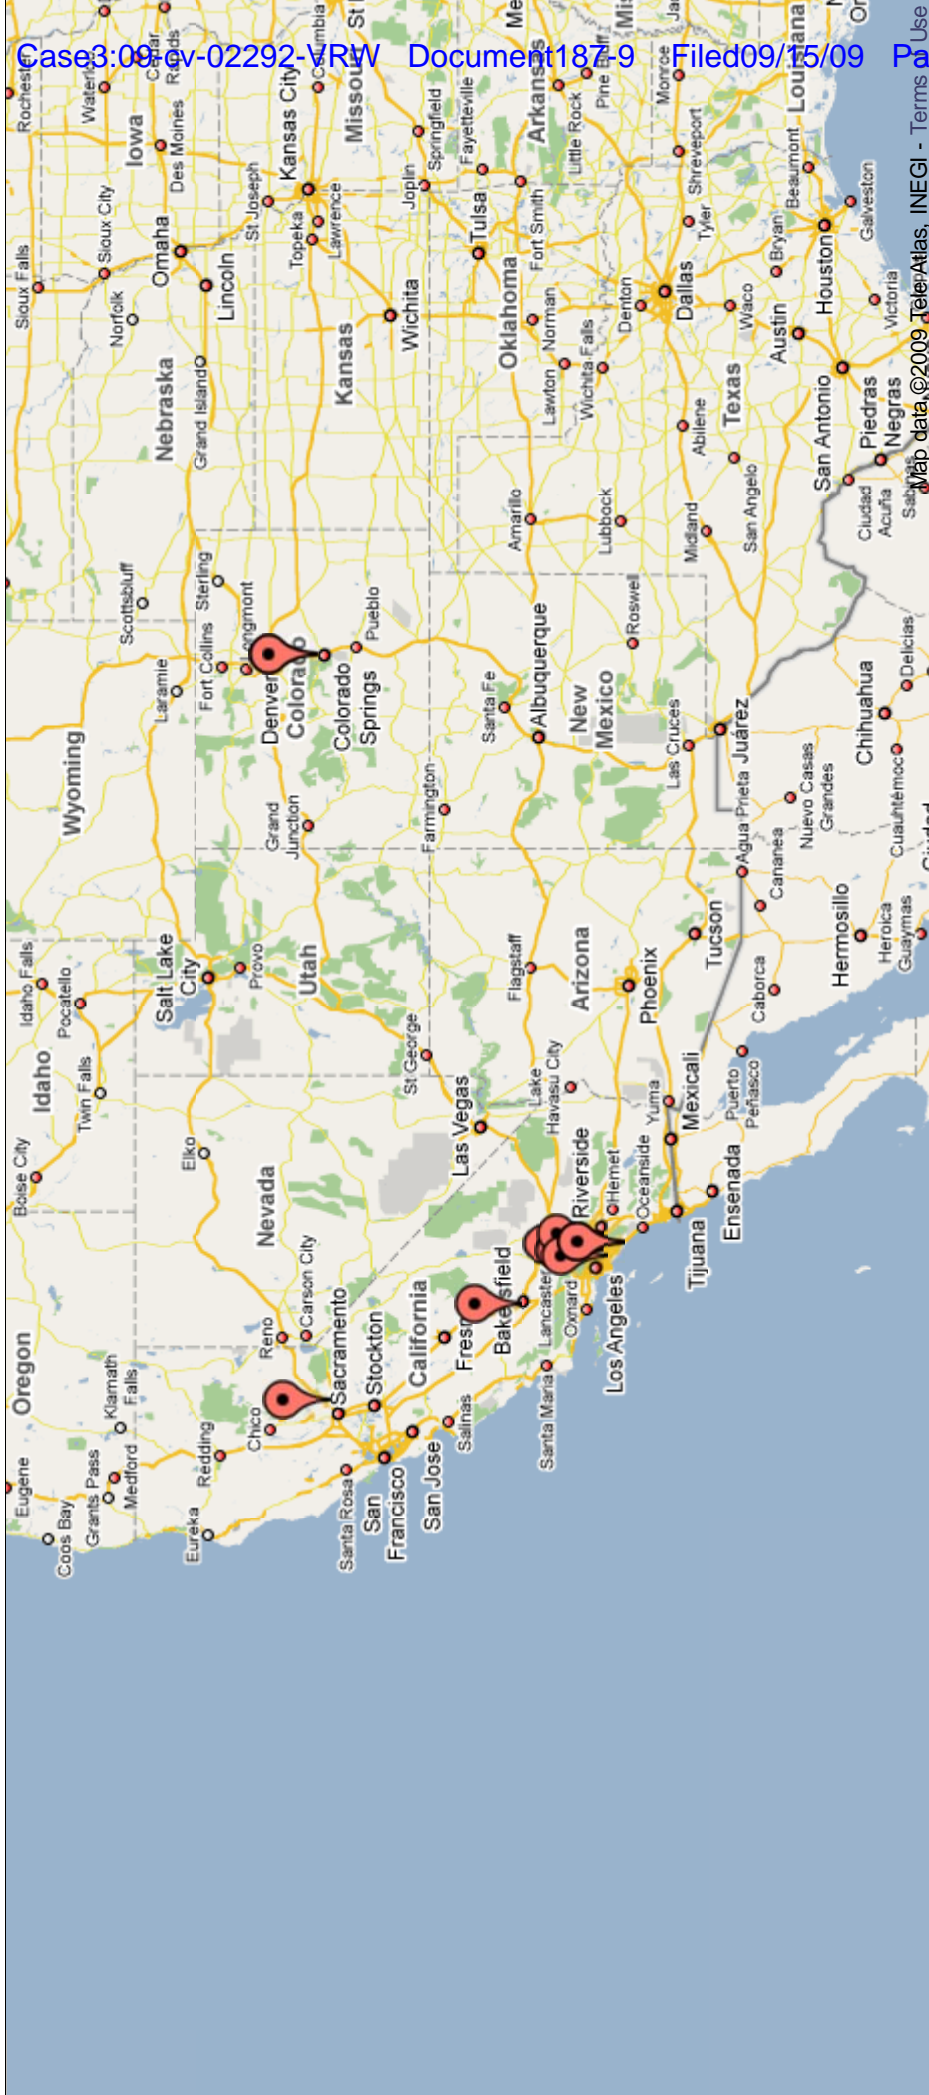 Case3:09-cv-02292-VRW Document187-9 Filed09/15/09 Pa
Eugene
Coos Bay
Grants Pass
Medford
Klamath
Falls
Oregon
Boise City
Idaho
Twin Falls
Pocatello
Idaho Falls
Wyoming
Laramie
Scottsbluff
Nebraska
Grand Island
Norfolk
Sioux Falls
Sioux City
Omaha
Lincoln
Iowa
Des Moines
Cedar
Rapids
Rochester
Eureka
Redding
Chico
Reno
Carson City
Nevada
Elko
Salt Lake
City
Provo
Utah
Grand
Junction
Fort Collins
Longmont
Sterling
Denver
Colorado
Colorado
Springs
Pueblo
Kansas
Wichita
Topeka
Lawrence
St Joseph
Kansas City
Columbia
Missouri
Santa Rosa
Sacramento
San
Francisco
Stockton
San Jose
Salinas
California
Las Vegas
St George
Farmington
Santa Fe
Albuquerque
New
Mexico
Amarillo
Lubbock
Oklahoma
Norman
Lawton
Wichita Falls
Tulsa
Joplin
Springfield
Fayetteville
Fort Smith
Arkansas
Little Rock
Pine Bluff
Santa Maria
Lancaster
Oxnard
Los Angeles
Riverside
Hemet
Oceanside
Lake
Havasu City
Flagstaff
Arizona
Phoenix
Yuma
Mexicali
Tijuana
Ensenada
Puerto
Peñasco
Tucson
Caborca
Agua Prieta
Cananea
Nuevo Casas
Grandes
Hermosillo
Heroica
Guaymas
Las Cruces
Juárez
Roswell
Chihuahua
Cuauhtémoc
Delicias
Midland
San Angelo
Abilene
Texas
Denton
Dallas
Tyler
Waco
Austin
Bryan
San Antonio
Houston
Beaumont
Galveston
Victoria
Piedras
Negras
Ciudad
Acuña
Shreveport
Monroe
Louisiana
Map data ©2009 Tele Atlas, INEGI - Terms of Use